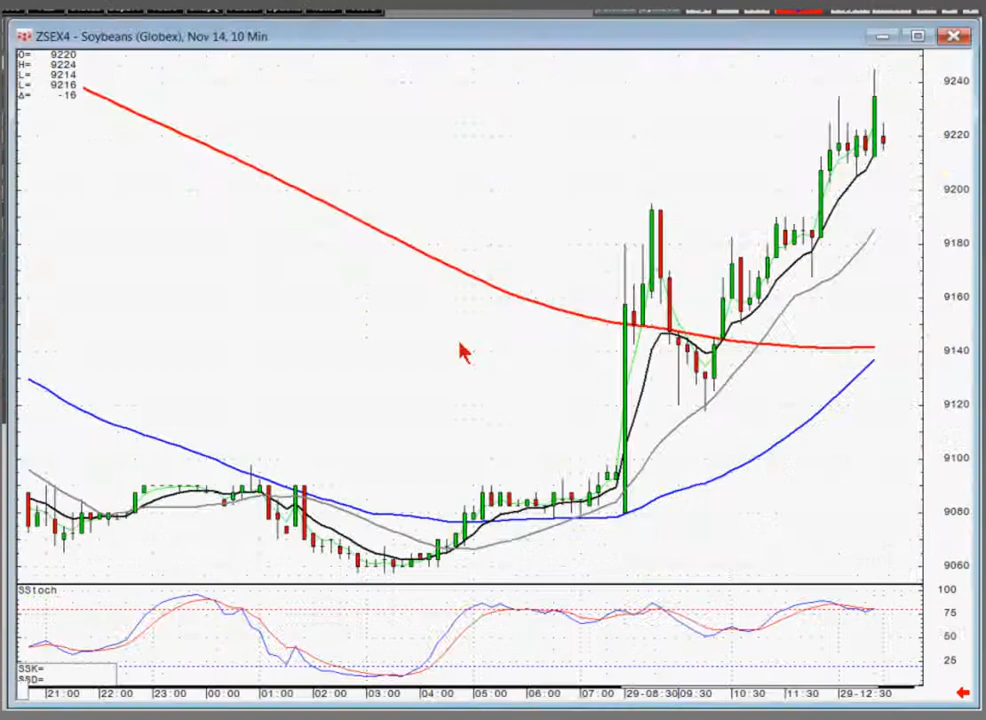 ZSEX4 - Soybeans (Globex), Nov 14, 10 Min
O= 9220
H= 9224
L= 9214
L= 9216
Δ= -16
9240
9220
9200
9180
9160
9140
9120
9100
9080
9060
SStoch
100
75
50
25
SSK=
SSD=
21:00 22:00 23:00 00:00 01:00 02:00 03:00 04:00 05:00 06:00 07:00 29-08:30 09:30 10:30 11:30 29-12:30